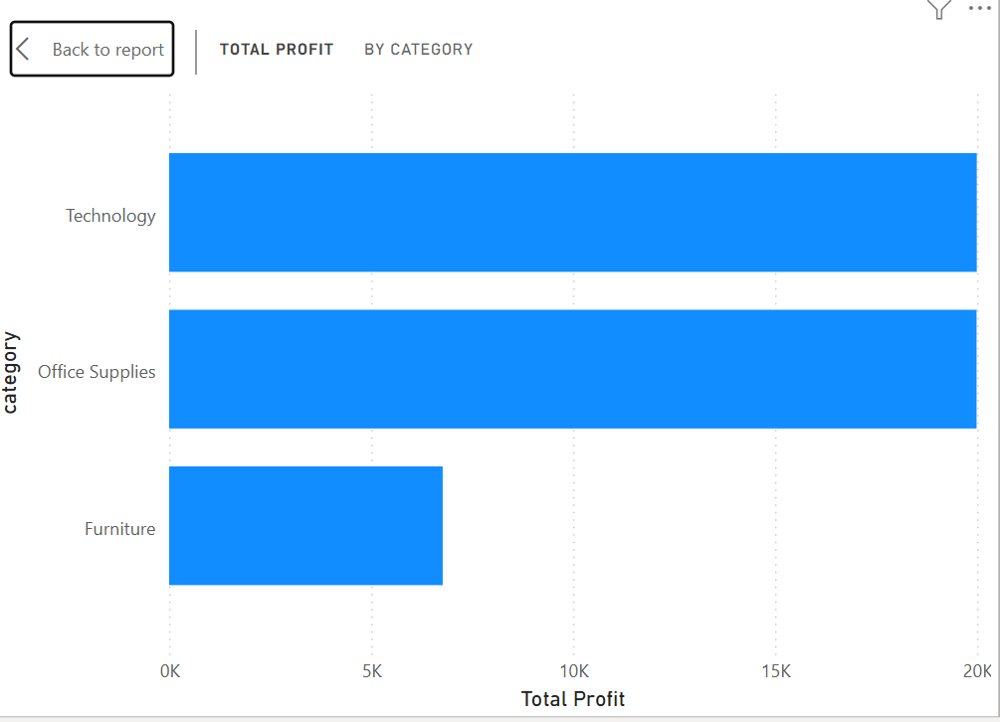 Back to report
TOTAL PROFIT BY CATEGORY
category
Technology
Office Supplies
Furniture
0K 5K 10K 15K 20K
Total Profit